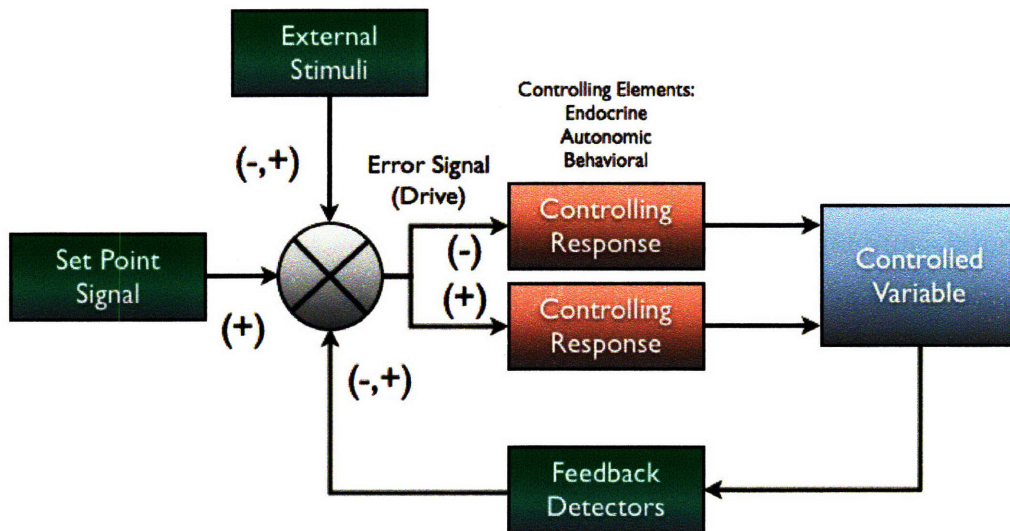 External
Stimuli
Controlling Elements:
Endocrine
Autonomic
Behavioral
(-,+)
Error Signal
(Drive)
Controlling
Response
(-)
Set Point
Signal
(+)
(+)
Controlling
Response
Controlled
Variable
(-,+)
Feedback
Detectors